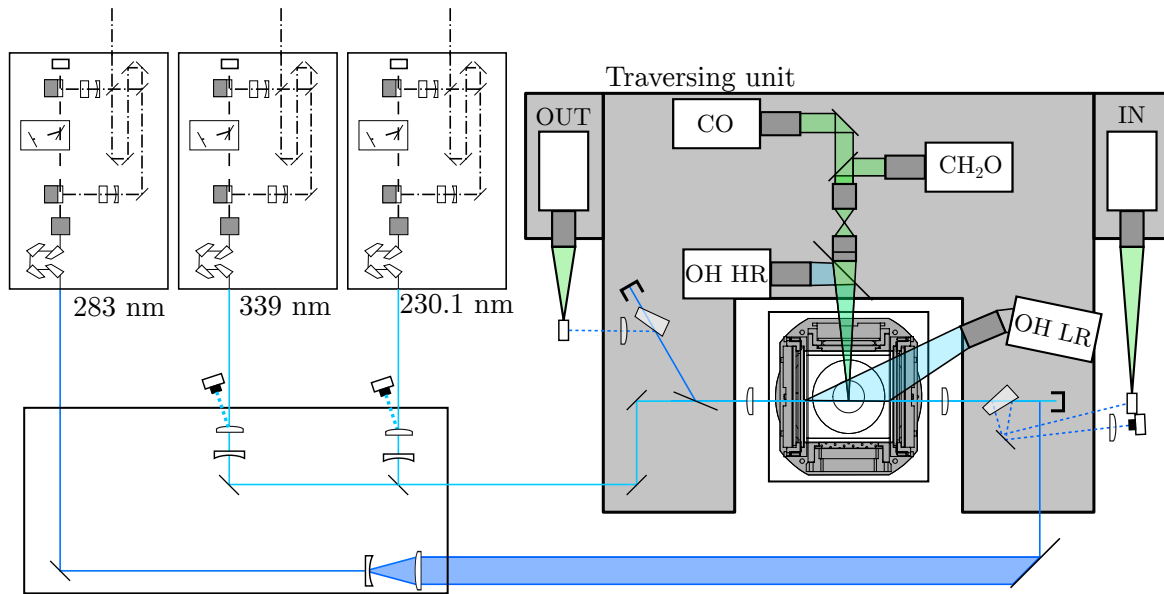 Traversing unit
OUT
CO
IN
CH₂O
OH HR
283 nm
339 nm
230.1 nm
OH LR